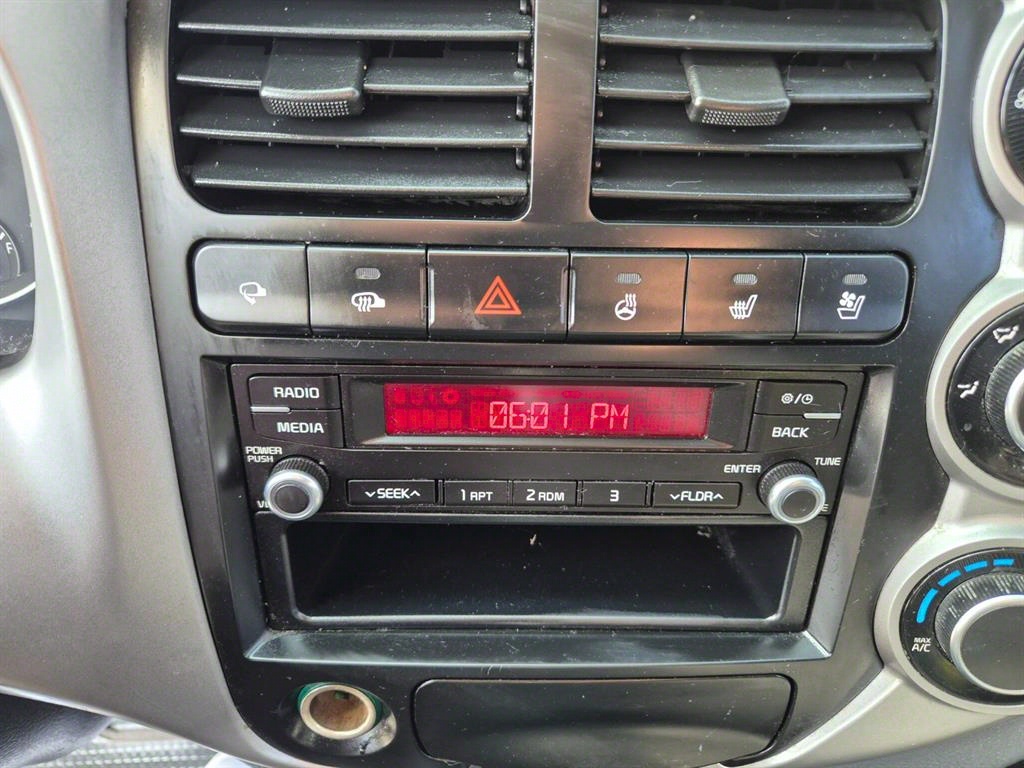 RADIO
MEDIA
06:01 PM
/
BACK
POWER
PUSH
ENTER
TUNE
SEEK
1 RPT
2 RDM
3
FLDR
MAX
A/C